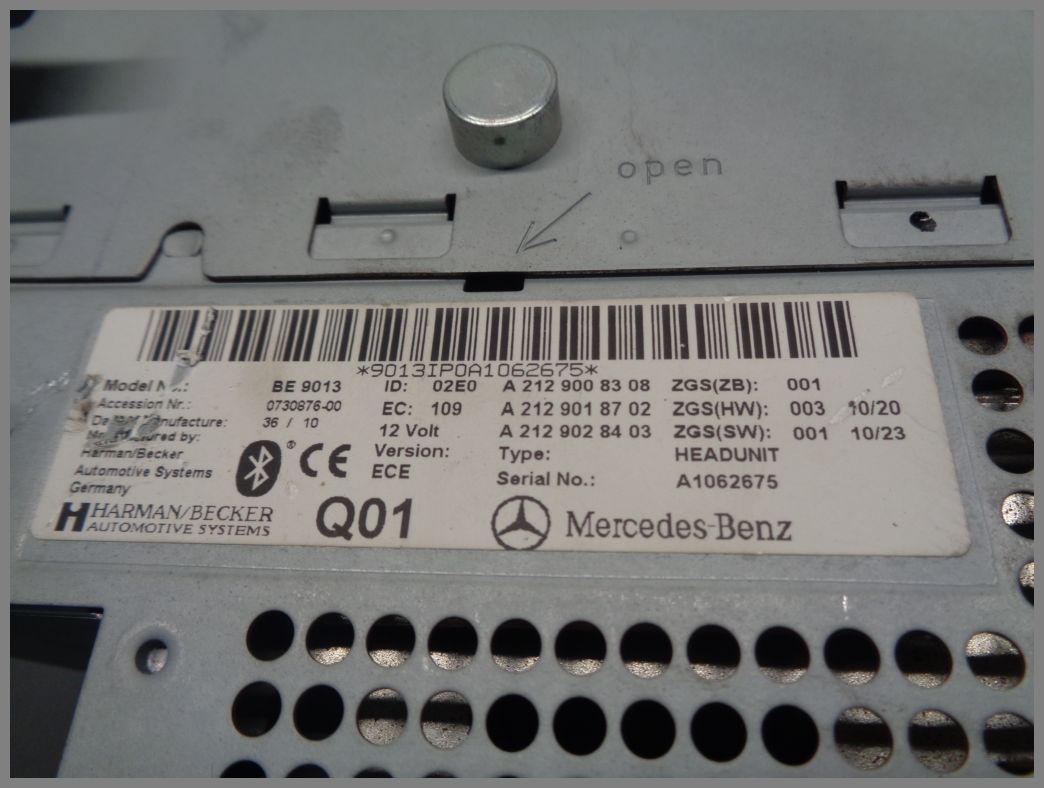 open
*9013IP0A1062675*
Model Nr.: BE 9013 ID: 02E0 A 212 900 83 08 ZGS(ZB): 001
Accession Nr.: 0730876-00 EC: 109 A 212 901 87 02 ZGS(HW): 003 10/20
Manufacture: 36 / 10 12 Volt A 212 902 84 03 ZGS(SW): 001 10/23
by: Version: Type: HEADUNIT
Harman/Becker ECE Serial No.: A1062675
Automotive Systems
Germany
® CE
HARMAN/BECKER Q01 Mercedes-Benz
AUTOMOTIVE SYSTEMS